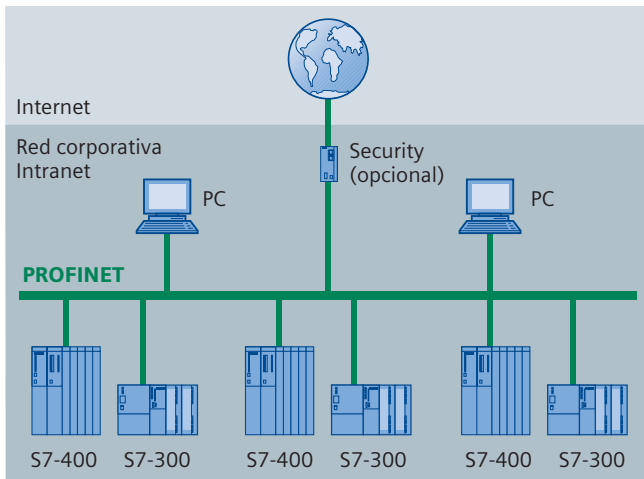 Internet
Red corporativa
Intranet
Security
(opcional)
PC
PC
PROFINET
S7-400
S7-300
S7-400
S7-300
S7-400
S7-300